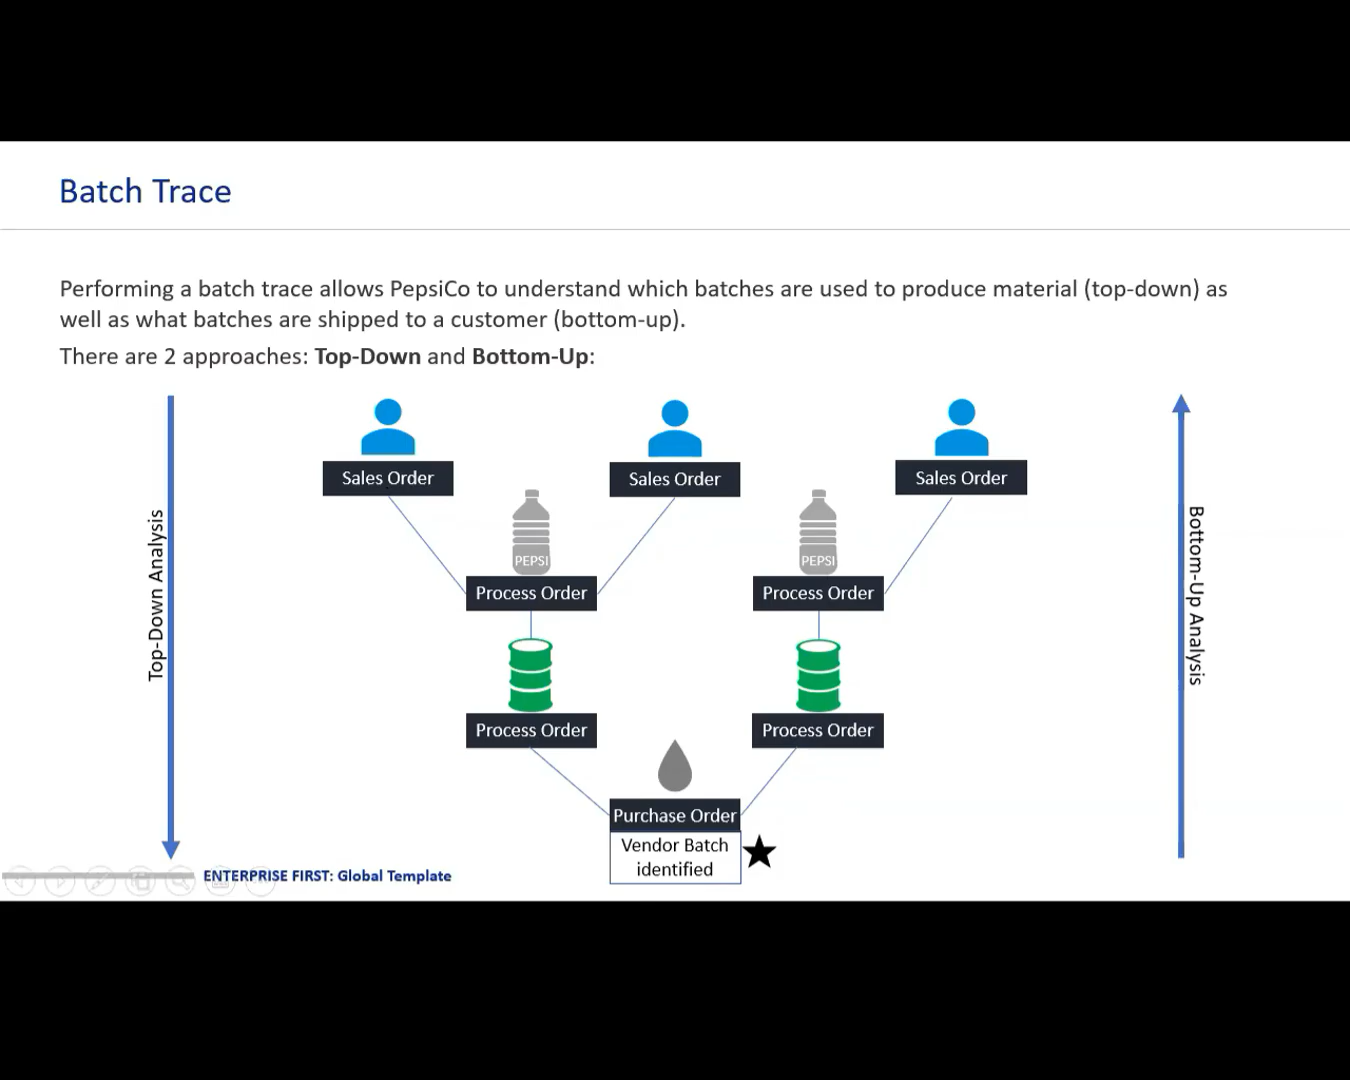 Batch Trace
Performing a batch trace allows PepsiCo to understand which batches are used to produce material (top-down) as
well as what batches are shipped to a customer (bottom-up).
There are 2 approaches: Top-Down and Bottom-Up:
Top-Down Analysis
Sales Order
Sales Order
Sales Order
PEPSI
PEPSI
Process Order
Process Order
Process Order
Process Order
Purchase Order
Vendor Batch
identified
Bottom-Up Analysis
ENTERPRISE FIRST: Global Template